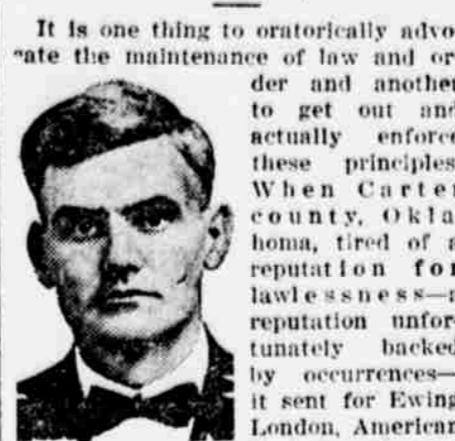 It is one thing to oratorically advo
cate the maintenance of law and or
der and another
to get out and
actually enforce
these principles
When Carter
county, Okla
homa, tired of a
reputation for
lawlessness—a
reputation unfor-
tunately backed
by occurrences—
it sent for Ewing
London, American